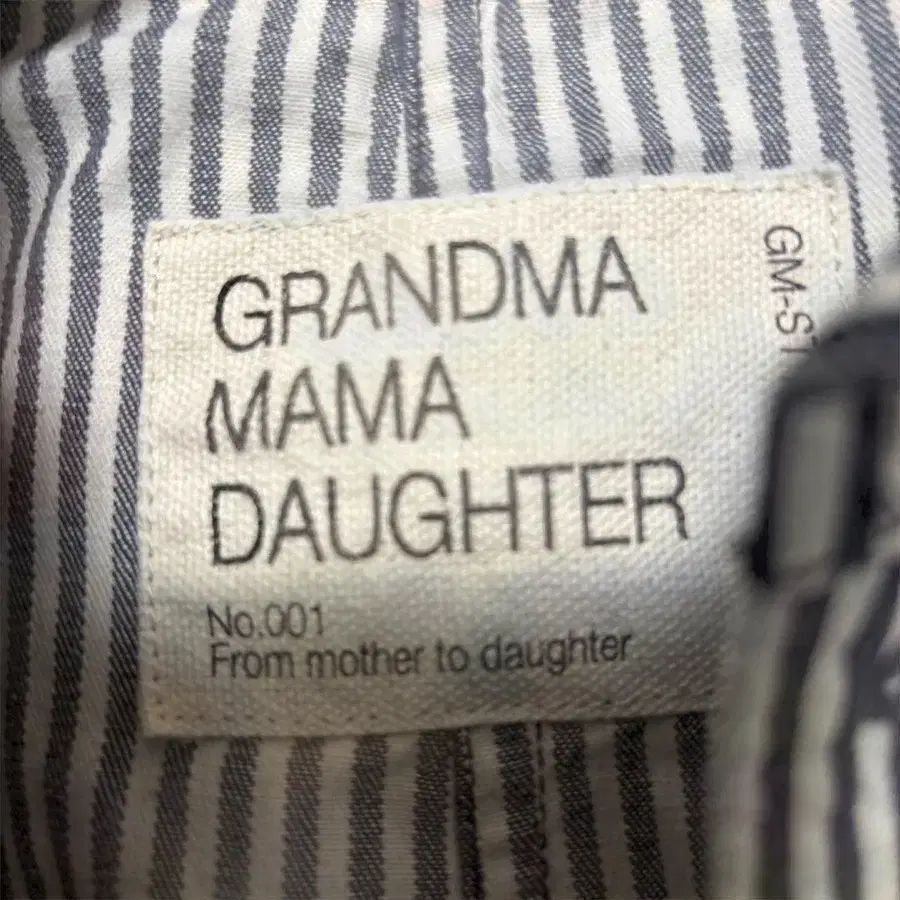 GRANDMA
MAMA
DAUGHTER
No.001
From mother to daughter